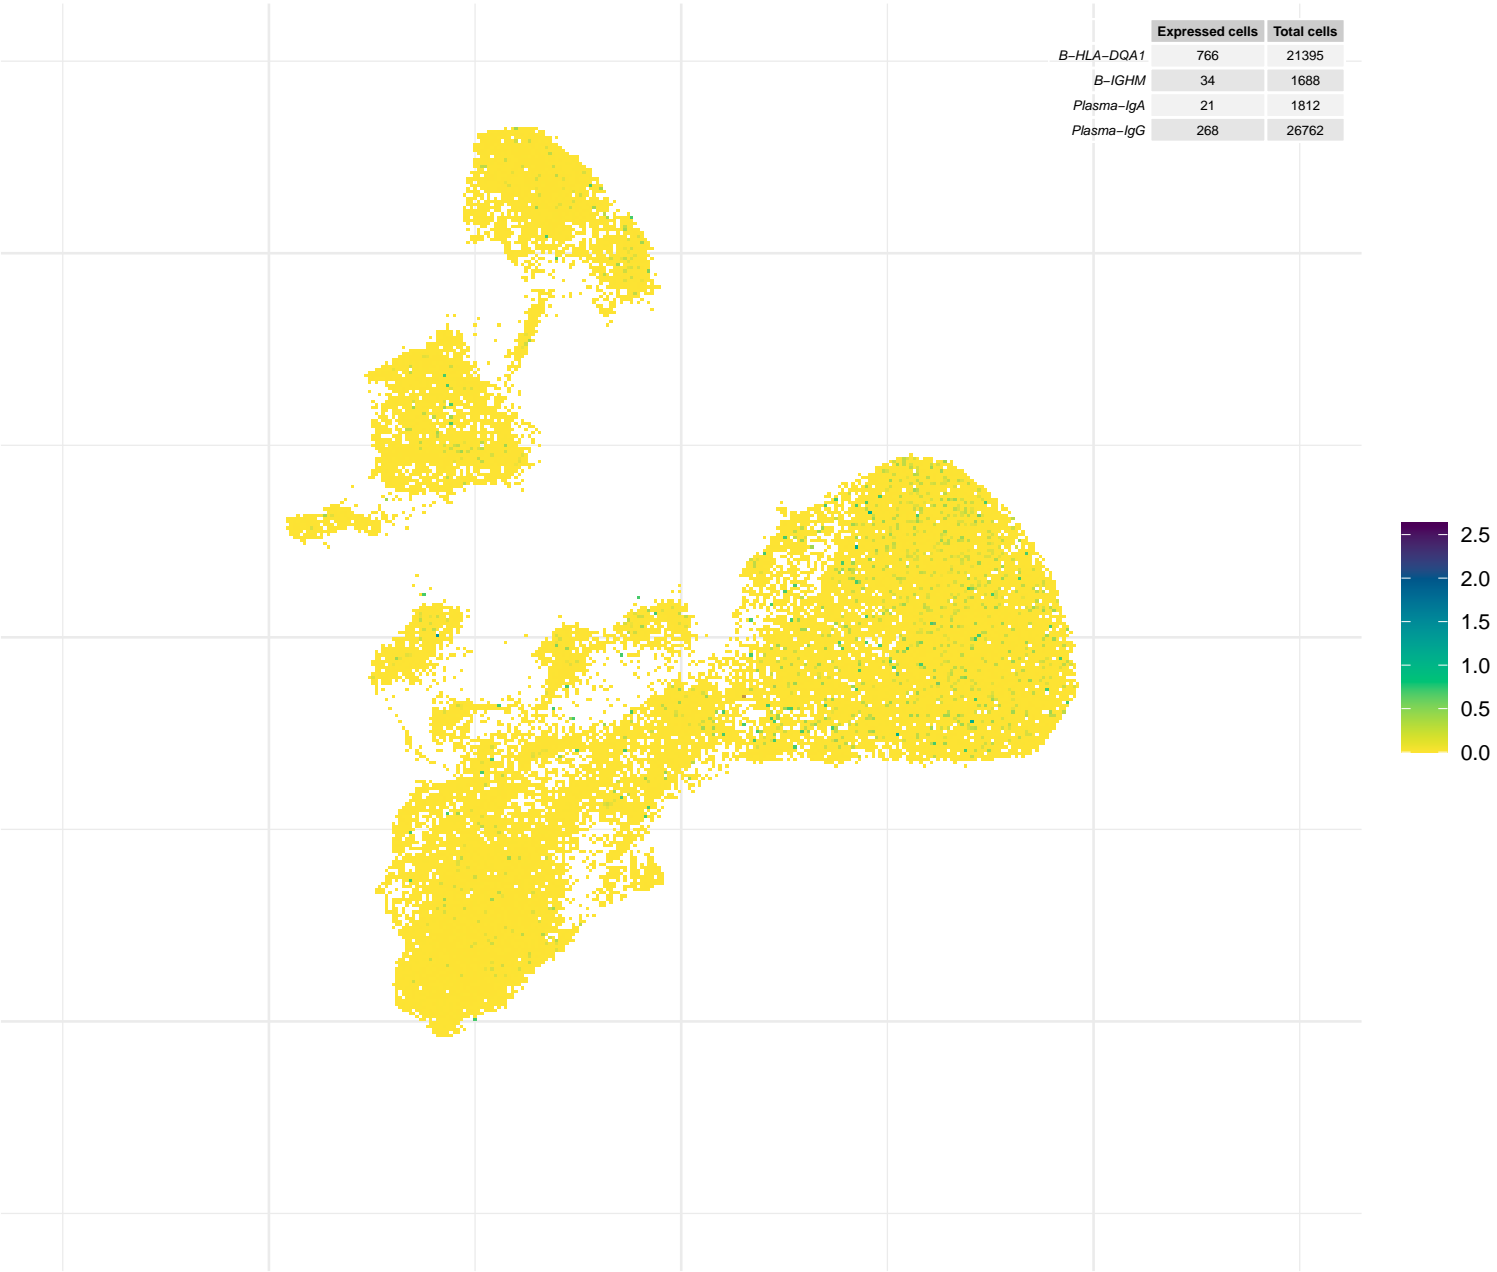 Expressed cells Total cells
B−HLA−DQA1 766 21395
B−IGHM 34 1688
Plasma−IgA 21 1812
Plasma−IgG 268 26762
2.5
2.0
1.5
1.0
0.5
0.0